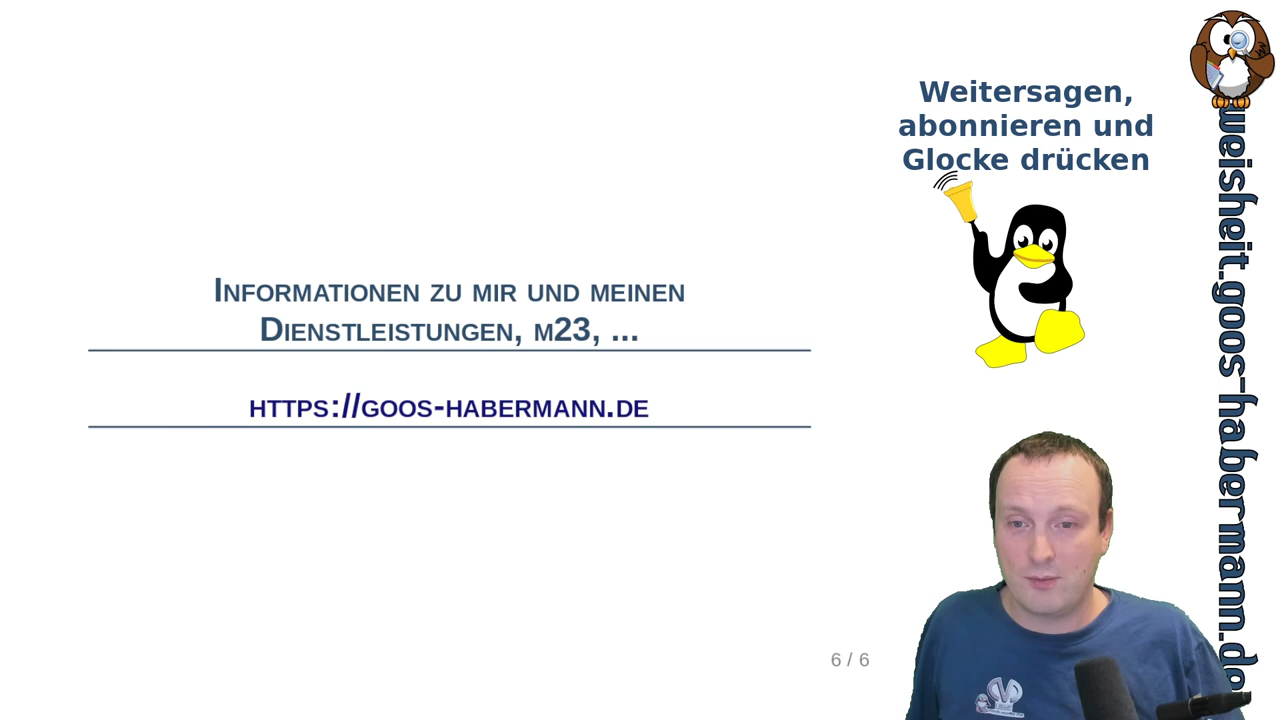 Weitersagen,
abonnieren und
Glocke drücken
Informationen zu mir und meinen
Dienstleistungen, m23, ...
https://goos-habermann.de
6 / 6
weisheit.goos-habermann.de